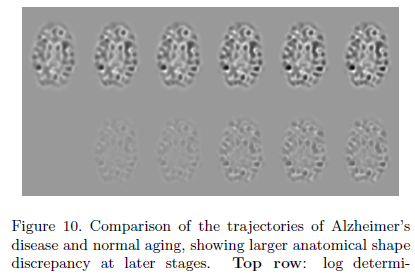 Figure 10. Comparison of the trajectories of Alzheimer's
disease and normal aging, showing larger anatomical shape
discrepancy at later stages. Top row: log determi-